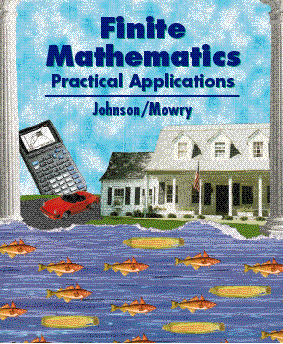 Finite
Mathematics
Practical Applications
Johnson/Mowry